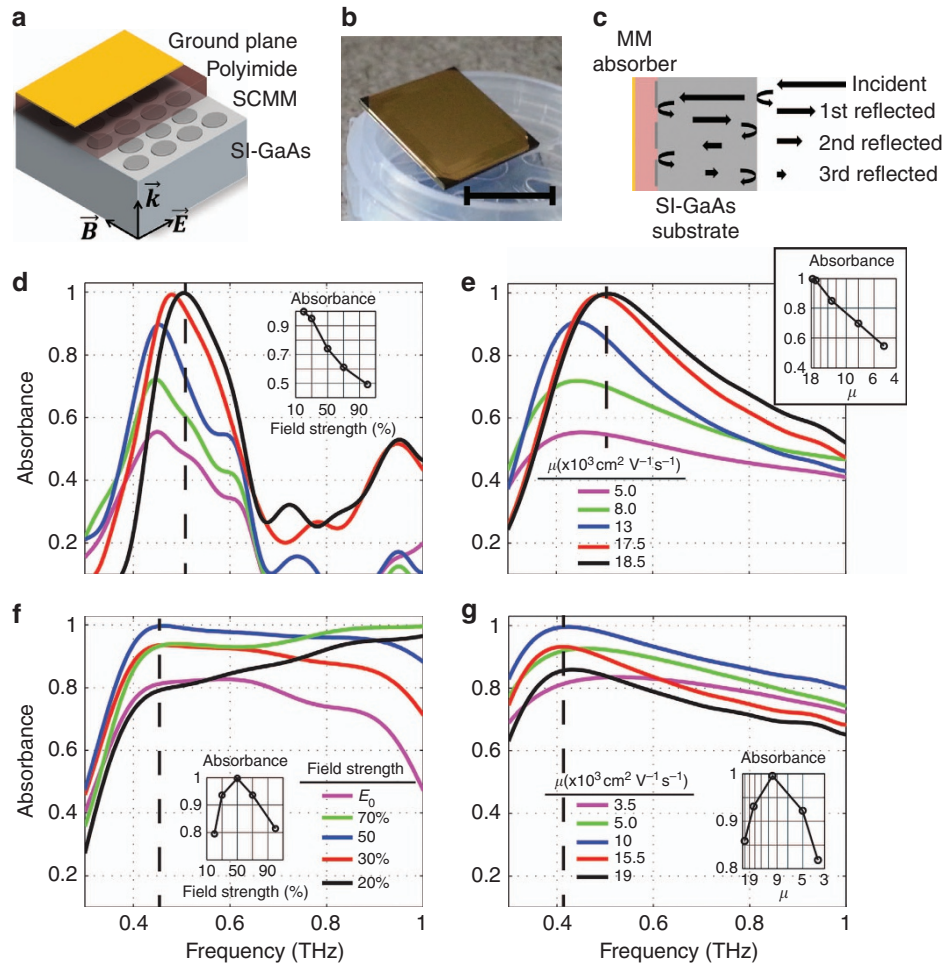 a
Ground plane
Polyimide
SCMM
SI-GaAs
k
B
E
b
c
MM
absorber
Incident
1st reflected
2nd reflected
3rd reflected
SI-GaAs
substrate
d
Absorbance
1
0.8
0.6
0.4
0.2
Absorbance
1
0.9
0.7
0.5
10 50 90
Field strength (%)
e
1
0.8
0.6
0.4
0.2
Absorbance
1
0.8
0.6
0.4
18 10 6 4
μ
μ(x10³ cm² V⁻¹ s⁻¹)
5.0
8.0
13
17.5
18.5
f
Absorbance
1
0.8
0.6
0.4
0.2
Absorbance
1
0.9
0.8
10 50 90
Field strength (%)
Field strength
E₀
70%
50
30%
20%
0.4 0.6 0.8 1
Frequency (THz)
g
1
0.8
0.6
0.4
0.2
μ(x10³ cm² V⁻¹ s⁻¹)
3.5
5.0
10
15.5
19
Absorbance
1
0.9
0.8
19 9 5 3
μ
0.4 0.6 0.8 1
Frequency (THz)